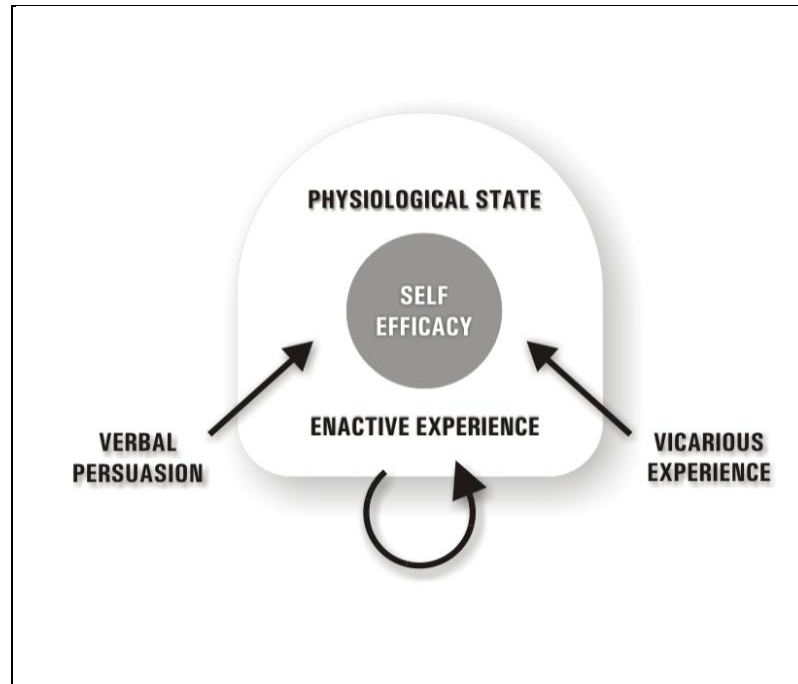 PHYSIOLOGICAL STATE
SELF
EFFICACY
ENACTIVE EXPERIENCE
VERBAL
PERSUASION
VICARIOUS
EXPERIENCE